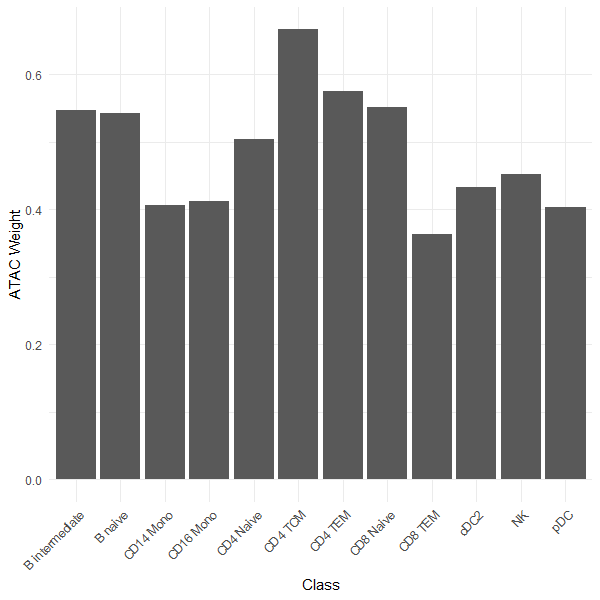 ATAC Weight
0.6
0.4
0.2
0.0
B intermediate
B naive
CD14 Mono
CD16 Mono
CD4 Naive
CD4 TCM
CD4 TEM
CD8 Naive
CD8 TEM
cDC2
NK
pDC
Class